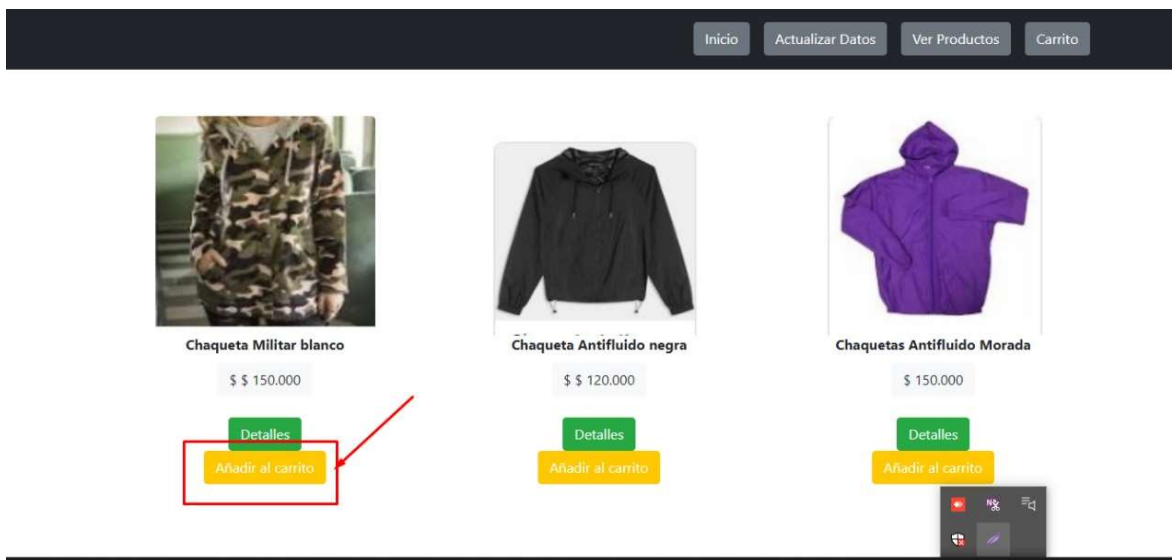 Inicio Actualizar Datos Ver Productos Carrito
Chaqueta Militar blanco Chaqueta Antifluido negra Chaquetas Antifluido Morada
$ $ 150.000 $ $ 120.000 $ 150.000
Detalles Detalles Detalles
Añadir al carrito Añadir al carrito Añadir al carrito